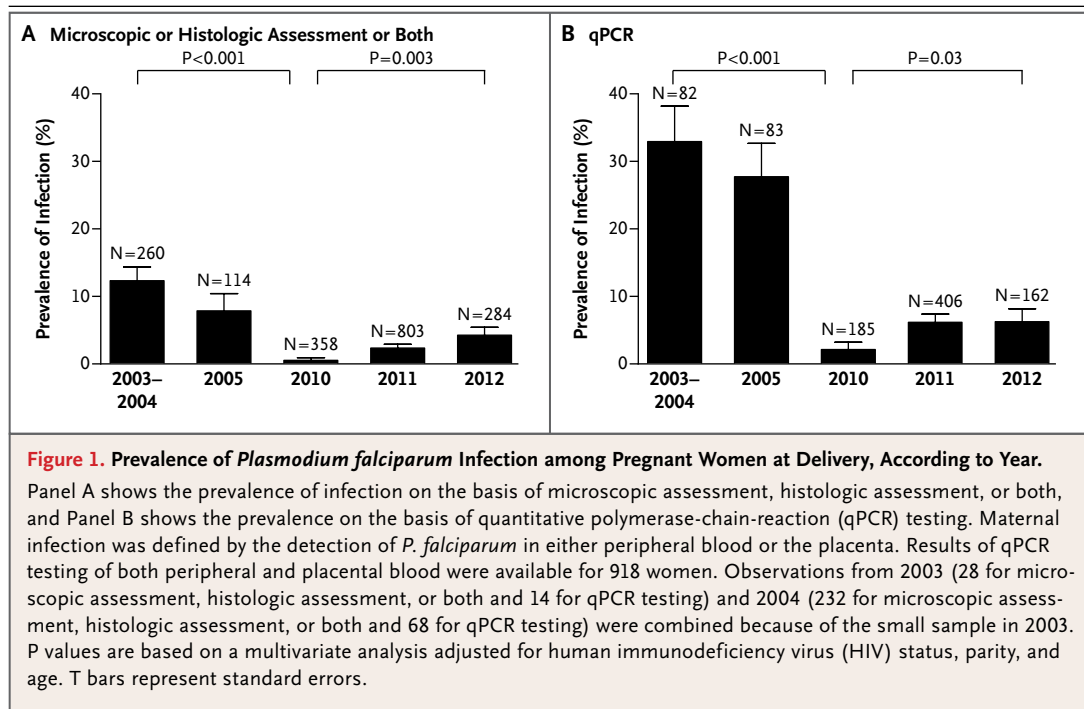 A Microscopic or Histologic Assessment or Both
P<0.001
P=0.003
Prevalence of Infection (%)
40
30
20
10
0
N=260
N=114
N=358
N=803
N=284
2003–
2004
2005
2010
2011
2012
B qPCR
P<0.001
P=0.03
Prevalence of Infection (%)
40
30
20
10
0
N=82
N=83
N=185
N=406
N=162
2003–
2004
2005
2010
2011
2012
Figure 1. Prevalence of Plasmodium falciparum Infection among Pregnant Women at Delivery, According to Year.
Panel A shows the prevalence of infection on the basis of microscopic assessment, histologic assessment, or both,
and Panel B shows the prevalence on the basis of quantitative polymerase-chain-reaction (qPCR) testing. Maternal
infection was defined by the detection of P. falciparum in either peripheral blood or the placenta. Results of qPCR
testing of both peripheral and placental blood were available for 918 women. Observations from 2003 (28 for micro-
scopic assessment, histologic assessment, or both and 14 for qPCR testing) and 2004 (232 for microscopic assess-
ment, histologic assessment, or both and 68 for qPCR testing) were combined because of the small sample in 2003.
P values are based on a multivariate analysis adjusted for human immunodeficiency virus (HIV) status, parity, and
age. T bars represent standard errors.